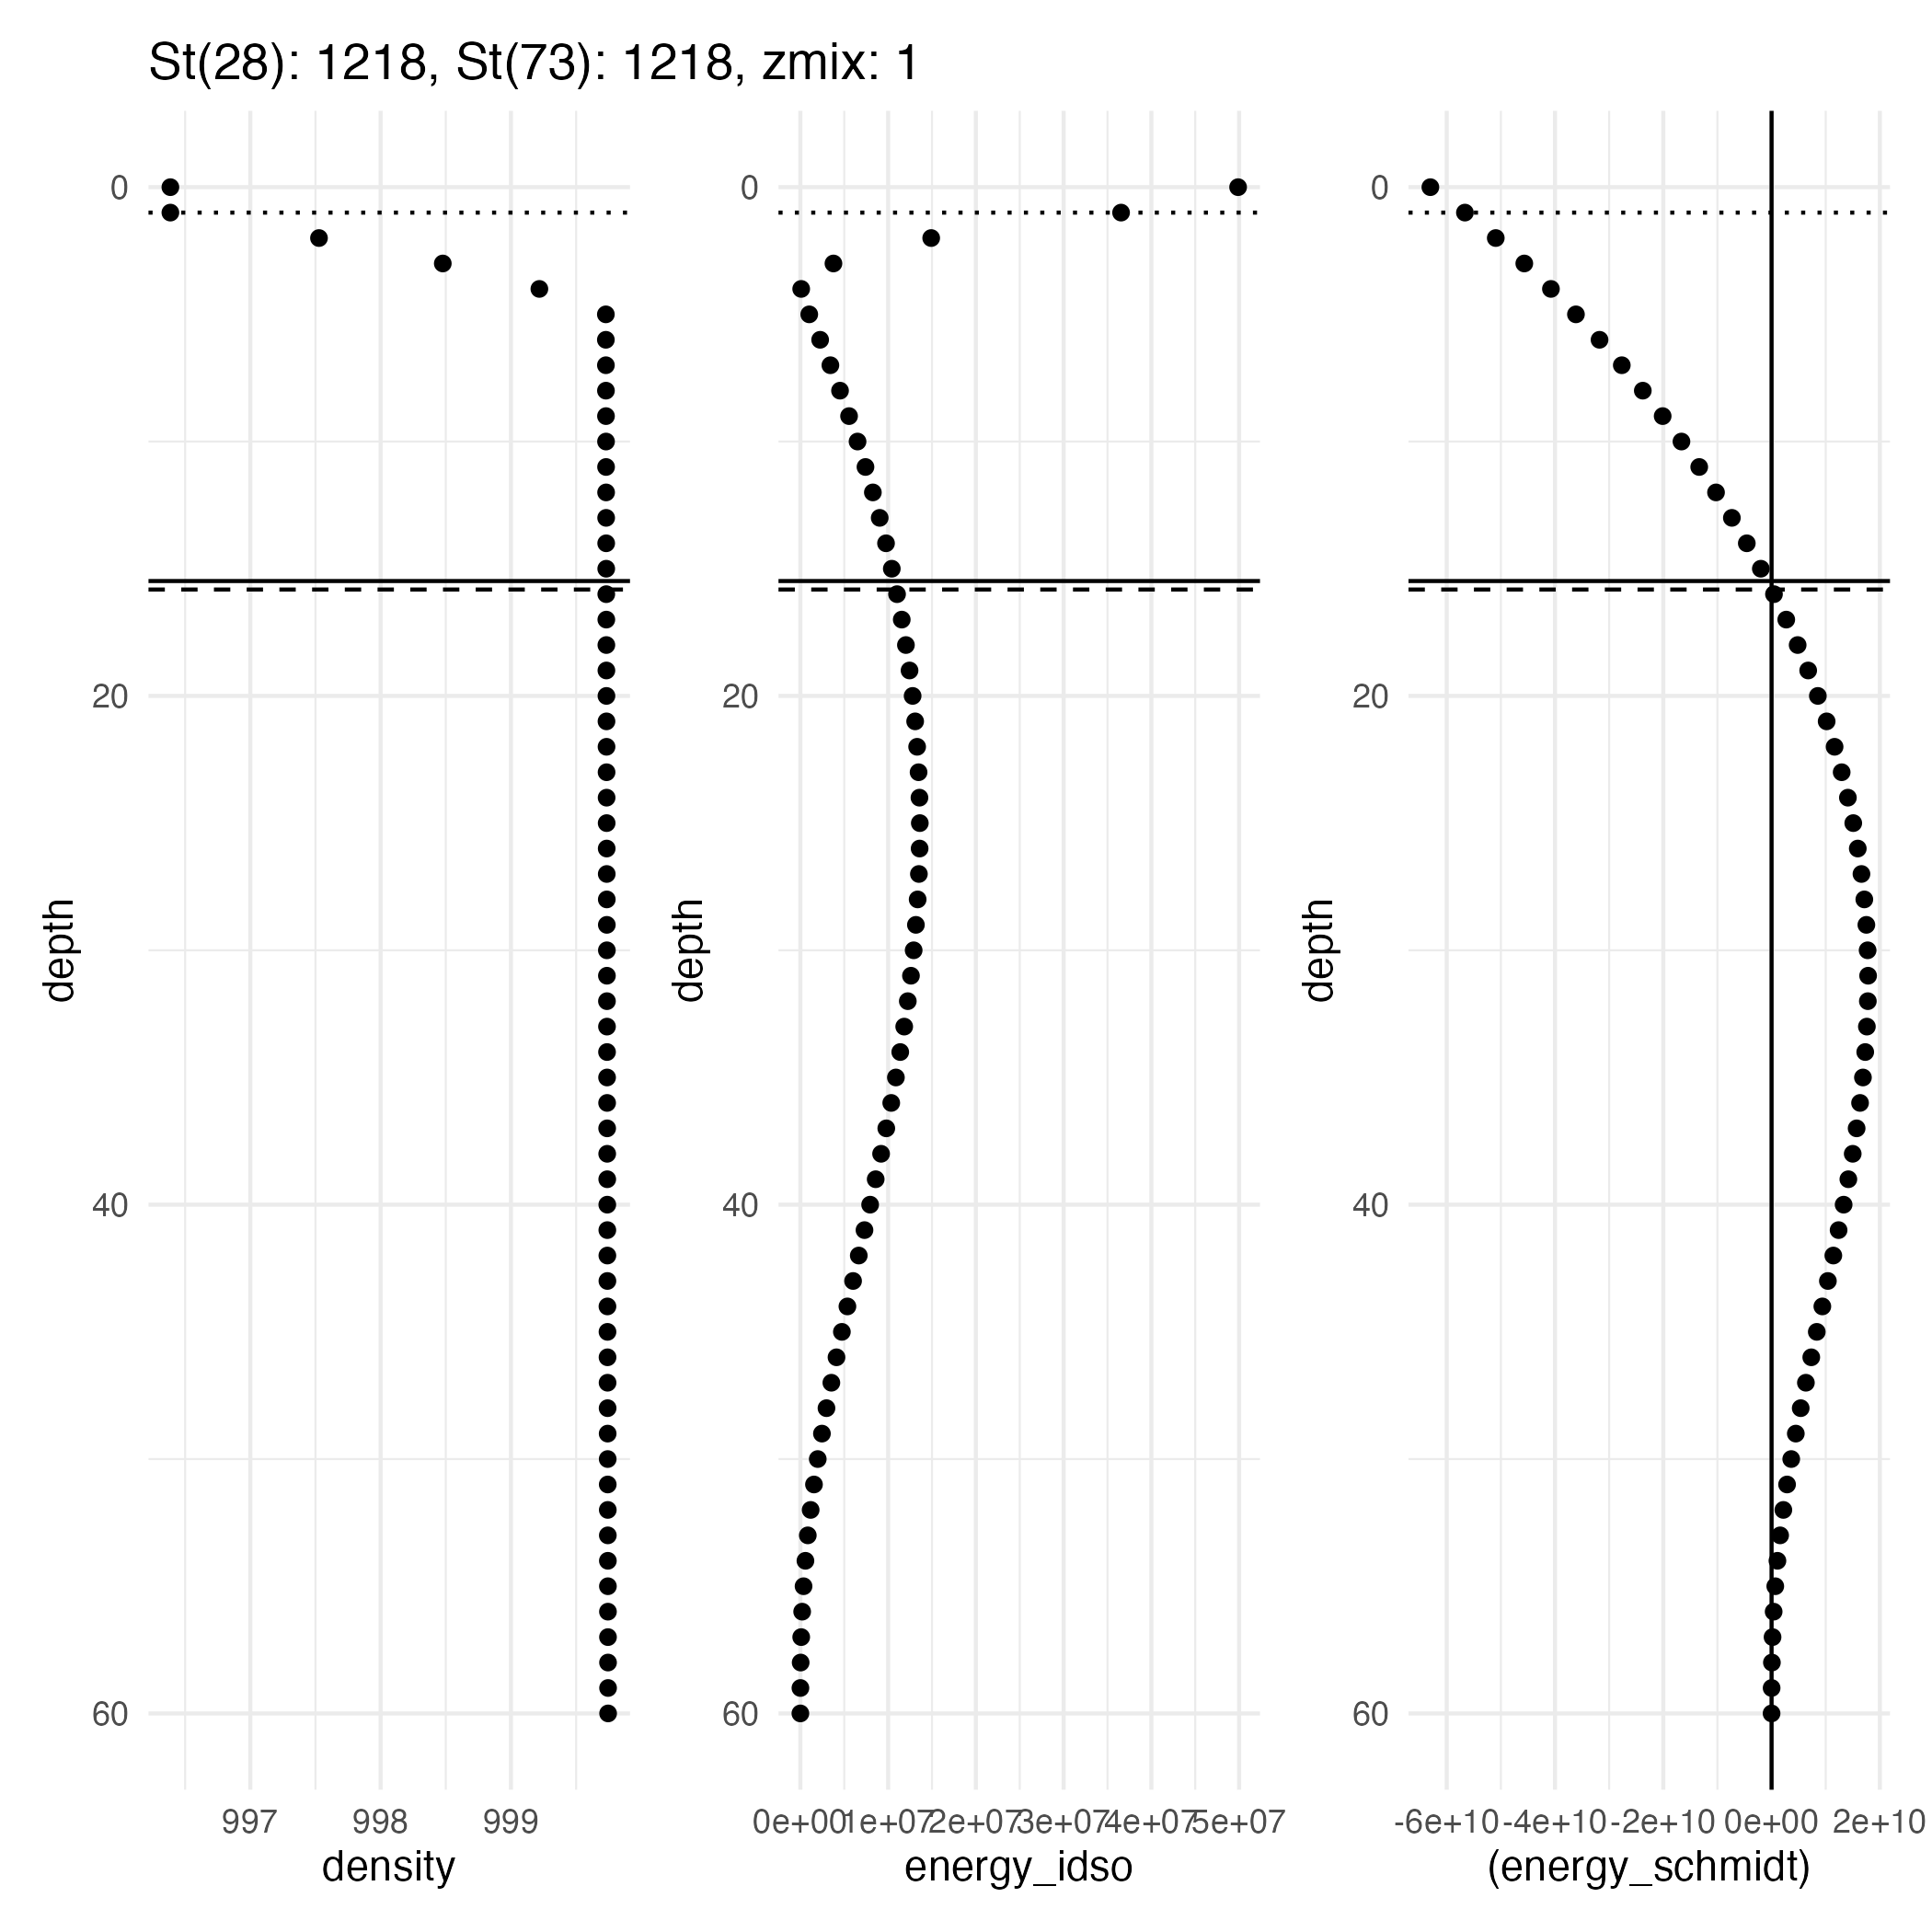 St(28): 1218, St(73): 1218, zmix: 1
0
20
40
60
depth
997 998 999
density
0
20
40
60
depth
0e+00 1e+07 2e+07 3e+07 4e+07 5e+07
energy_idso
0
20
40
60
depth
-6e+10 -4e+10 -2e+10 0e+00 2e+10
(energy_schmidt)